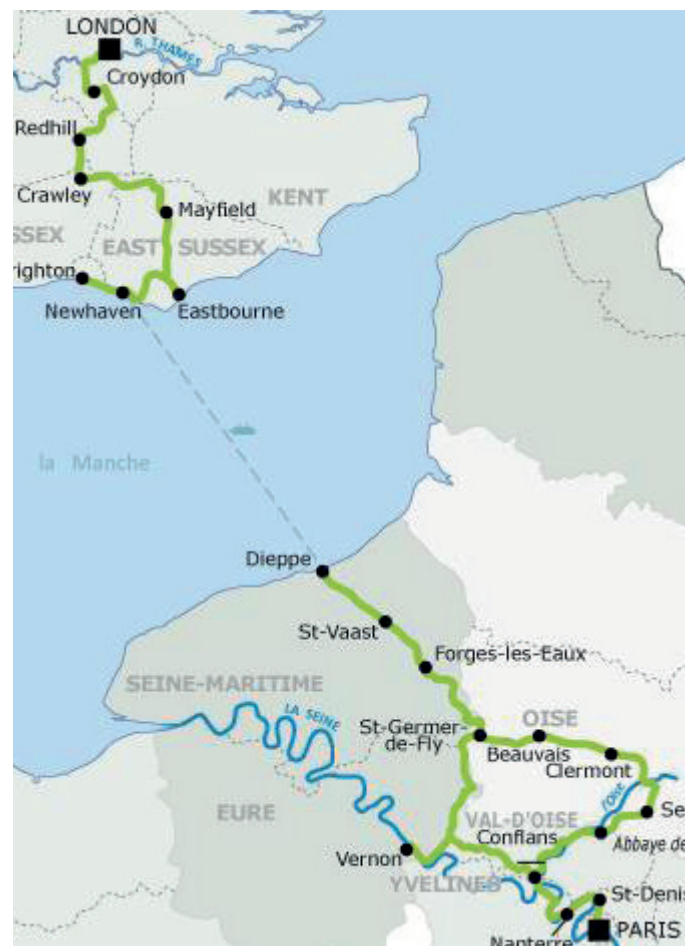 LONDON
R. THAMES
Croydon
Redhill
Crawley
KENT
Mayfield
SSEX
EAST
SUSSEX
righton
Newhaven
Eastbourne
la Manche
Dieppe
St-Vaast
Forges-les-Eaux
SEINE-MARITIME
LA SEINE
St-Germer-
de-Fly
OISE
Beauvais
Clermont
l'Oise
EURE
VAL-D'OISE
Se
Conflans
Abbaye de
Vernon
YVELINES
St-Denis
Nanterre
PARIS